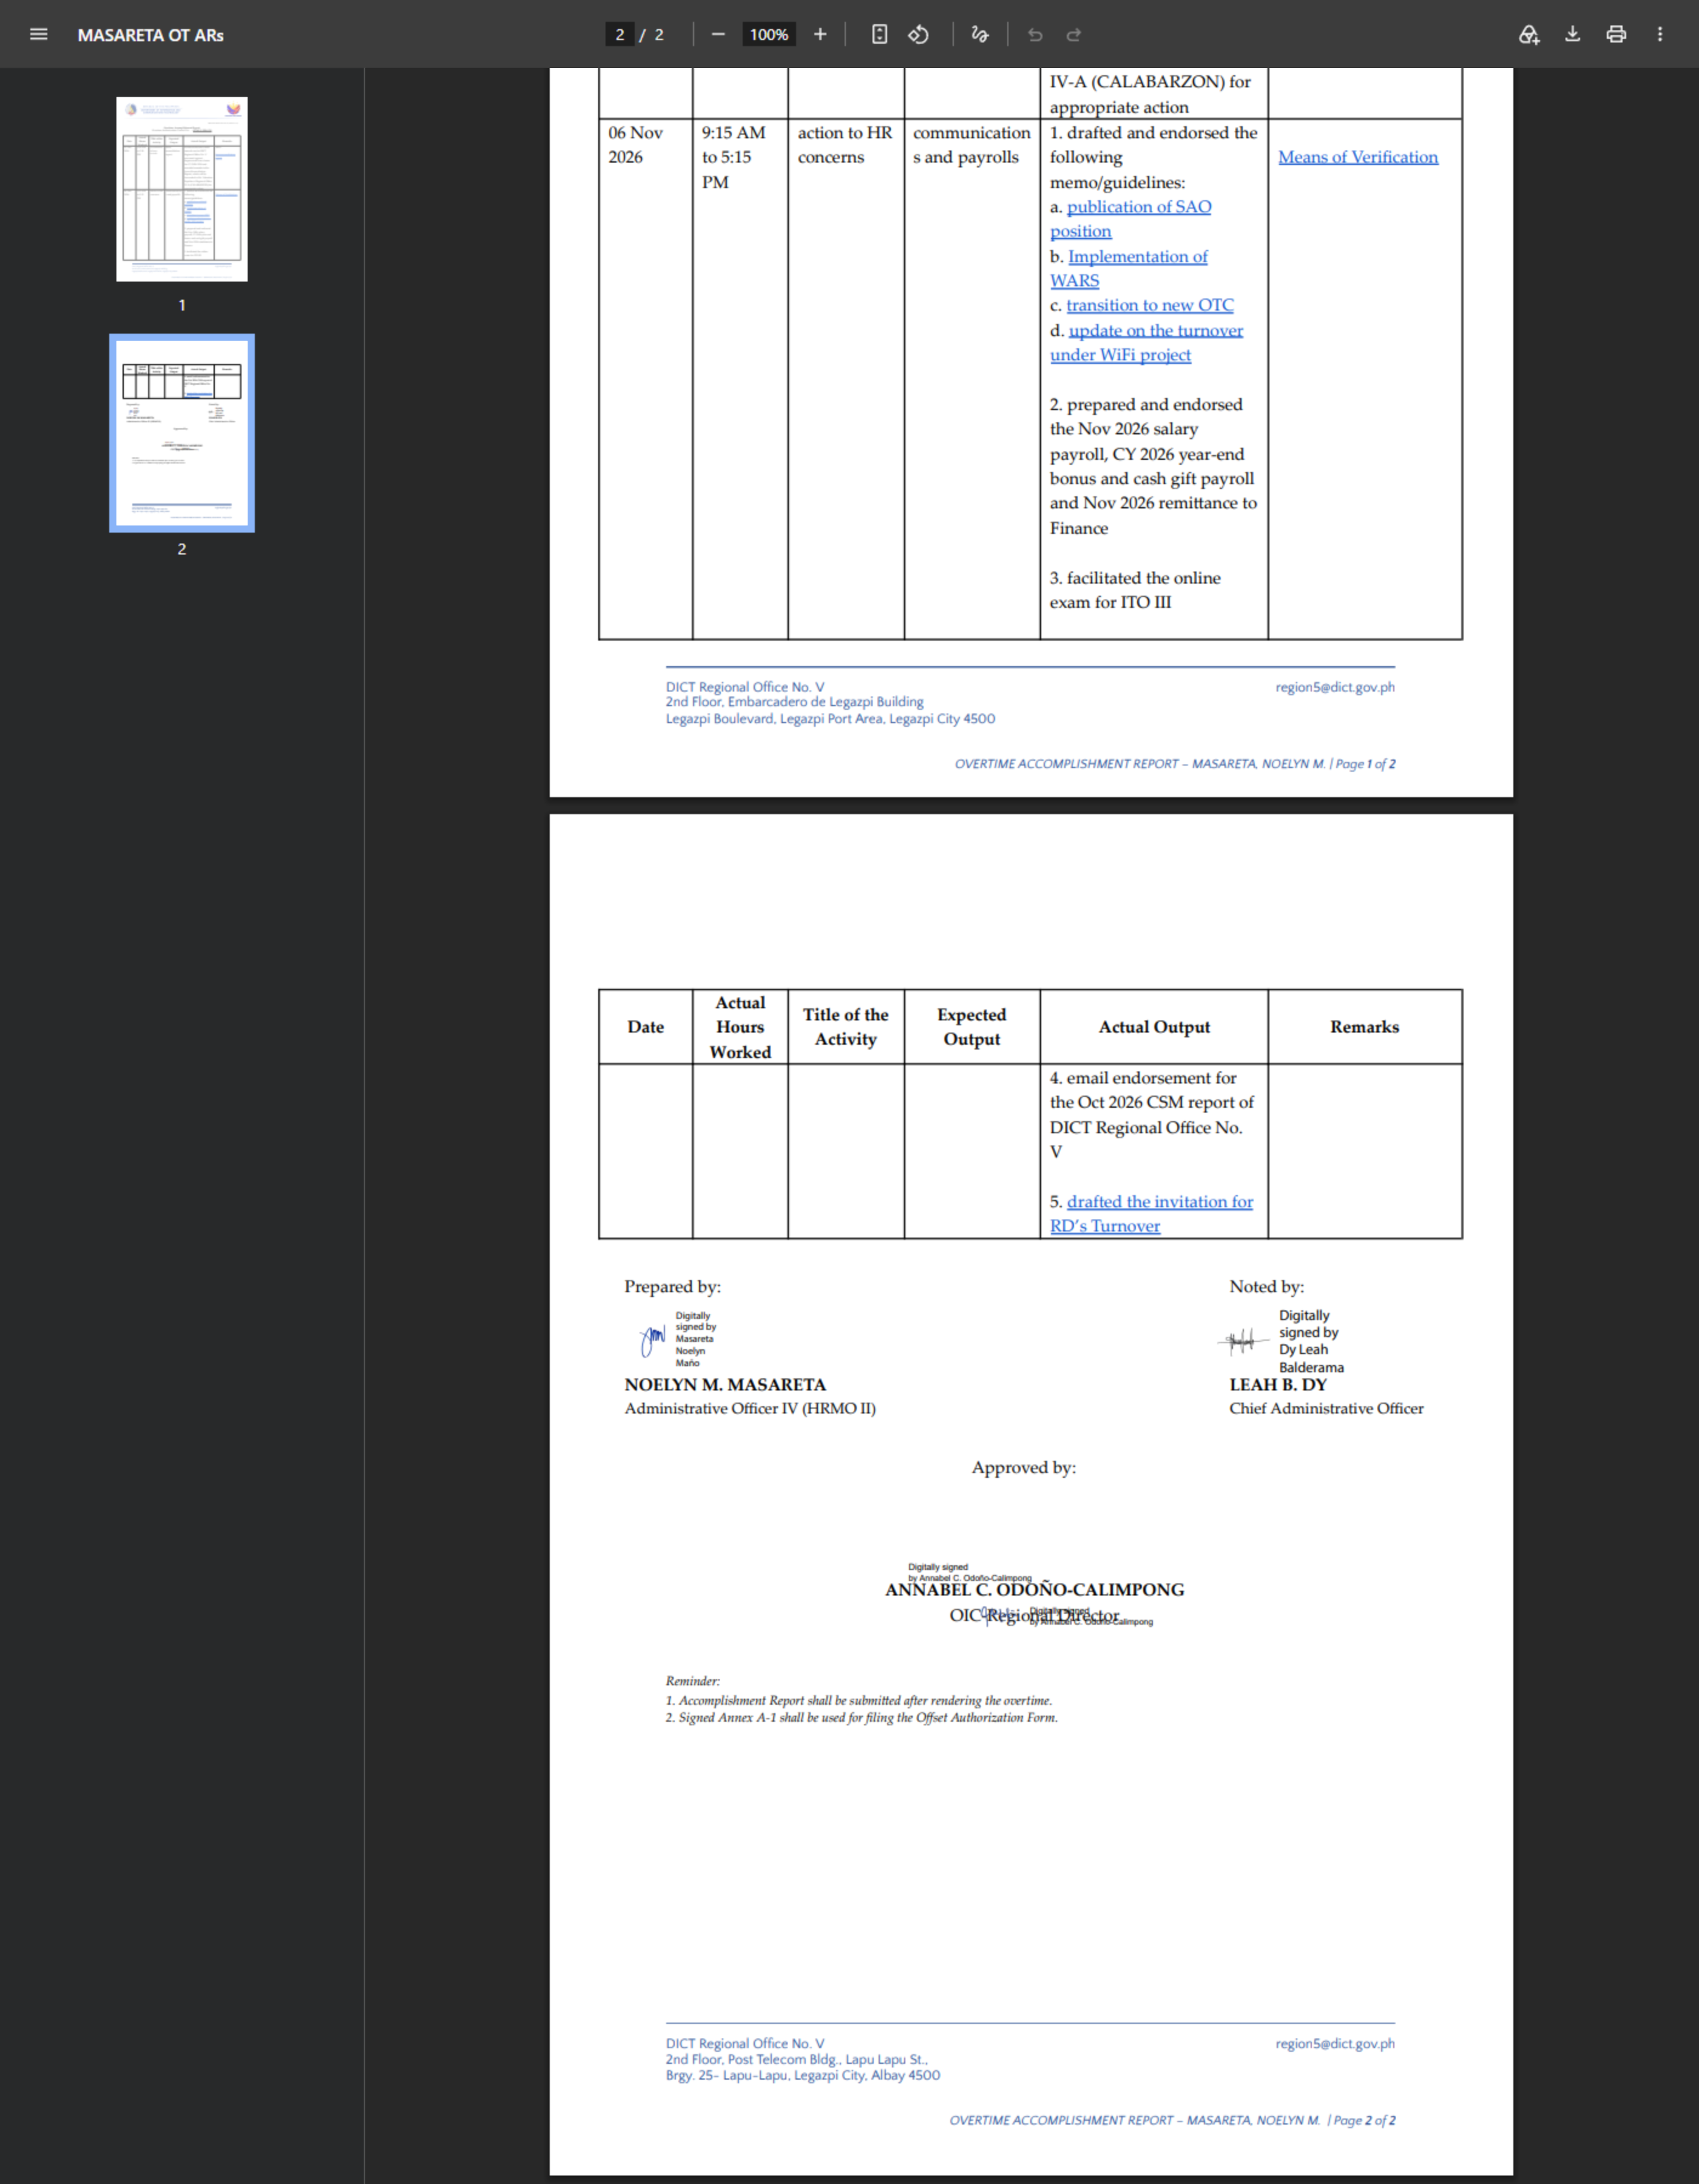 MASARETA OT ARs
2 / 2
100%
1
2
IV-A (CALABARZON) for
appropriate action
06 Nov
2026
9:15 AM
to 5:15
PM
action to HR
concerns
communication
s and payrolls
1. drafted and endorsed the
following
memo/guidelines:
a. publication of SAO
position
b. Implementation of
WARS
c. transition to new OTC
d. update on the turnover
under WiFi project
2. prepared and endorsed
the Nov 2026 salary
payroll, CY 2026 year-end
bonus and cash gift payroll
and Nov 2026 remittance to
Finance
3. facilitated the online
exam for ITO III
Means of Verification
DICT Regional Office No. V
2nd Floor, Embarcadero de Legazpi Building
Legazpi Boulevard, Legazpi Port Area, Legazpi City 4500
region5@dict.gov.ph
OVERTIME ACCOMPLISHMENT REPORT – MASARETA, NOELYN M. | Page 1 of 2
Date
Actual
Hours
Worked
Title of the
Activity
Expected
Output
Actual Output
Remarks
4. email endorsement for
the Oct 2026 CSM report of
DICT Regional Office No.
V
5. drafted the invitation for
RD's Turnover
Prepared by:
Digitally
signed by
Masareta
Noelyn
Maño
NOELYN M. MASARETA
Administrative Officer IV (HRMO II)
Noted by:
Digitally
signed by
Dy Leah
Balderama
LEAH B. DY
Chief Administrative Officer
Approved by:
Digitally signed
by Annabel C. Odoño-Calimpong
ANNABEL C. ODOÑO-CALIMPONG
OIC-Regional Director
Digitally signed
by Annabel C. Odoño-Calimpong
Reminder:
1. Accomplishment Report shall be submitted after rendering the overtime.
2. Signed Annex A-1 shall be used for filing the Offset Authorization Form.
DICT Regional Office No. V
2nd Floor, Post Telecom Bldg., Lapu Lapu St.,
Brgy. 25- Lapu-Lapu, Legazpi City, Albay 4500
region5@dict.gov.ph
OVERTIME ACCOMPLISHMENT REPORT – MASARETA, NOELYN M. | Page 2 of 2